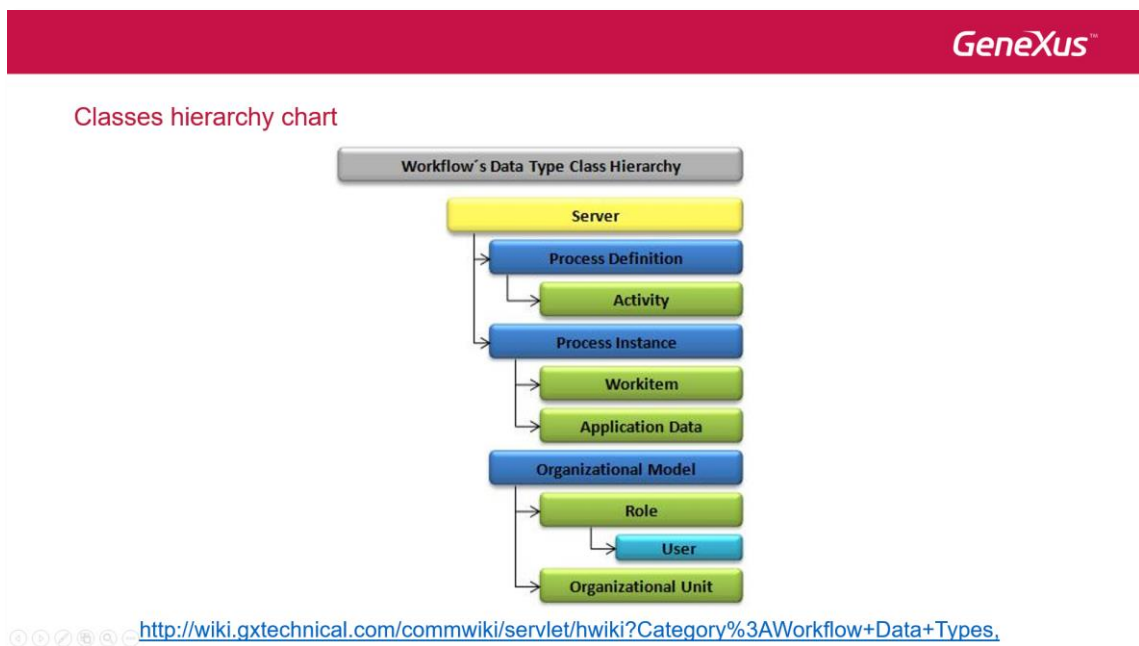 GeneXus™
Classes hierarchy chart
Workflow´s Data Type Class Hierarchy
Server
Process Definition
Activity
Process Instance
Workitem
Application Data
Organizational Model
Role
User
Organizational Unit
http://wiki.gxtechnical.com/commwiki/servlet/hwiki?Category%3AWorkflow+Data+Types,